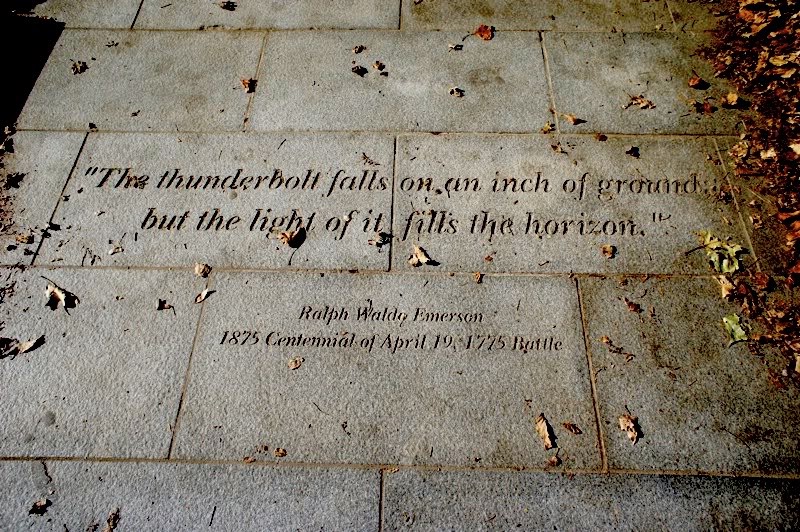 "The thunderbolt falls on an inch of ground;
but the light of it fills the horizon."
Ralph Waldo Emerson
1875 Centennial of April 19, 1775 Battle